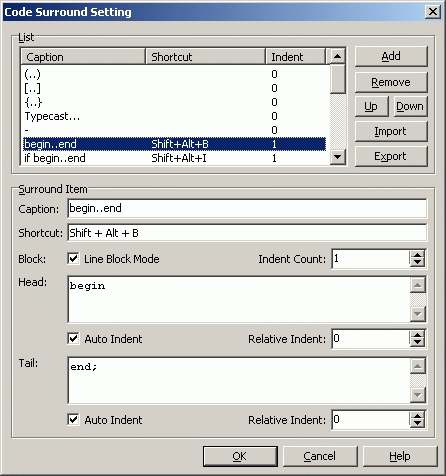 Code Surround Setting
List
Caption Shortcut Indent
(..) 0
[..] 0
{..} 0
Typecast... 0
- 0
begin..end Shift+Alt+B 1
if begin..end Shift+Alt+I 1
Add
Remove
Up Down
Import
Export
Surround Item
Caption: begin..end
Shortcut: Shift + Alt + B
Block: Line Block Mode Indent Count: 1
Head: begin
Auto Indent Relative Indent: 0
Tail: end;
Auto Indent Relative Indent: 0
OK Cancel Help